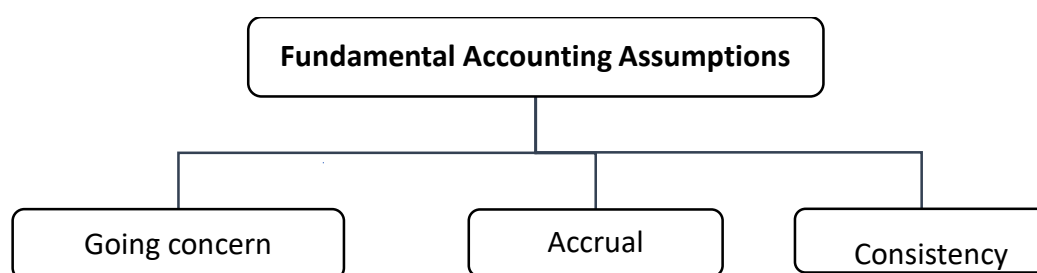 Fundamental Accounting Assumptions
Going concern
Accrual
Consistency